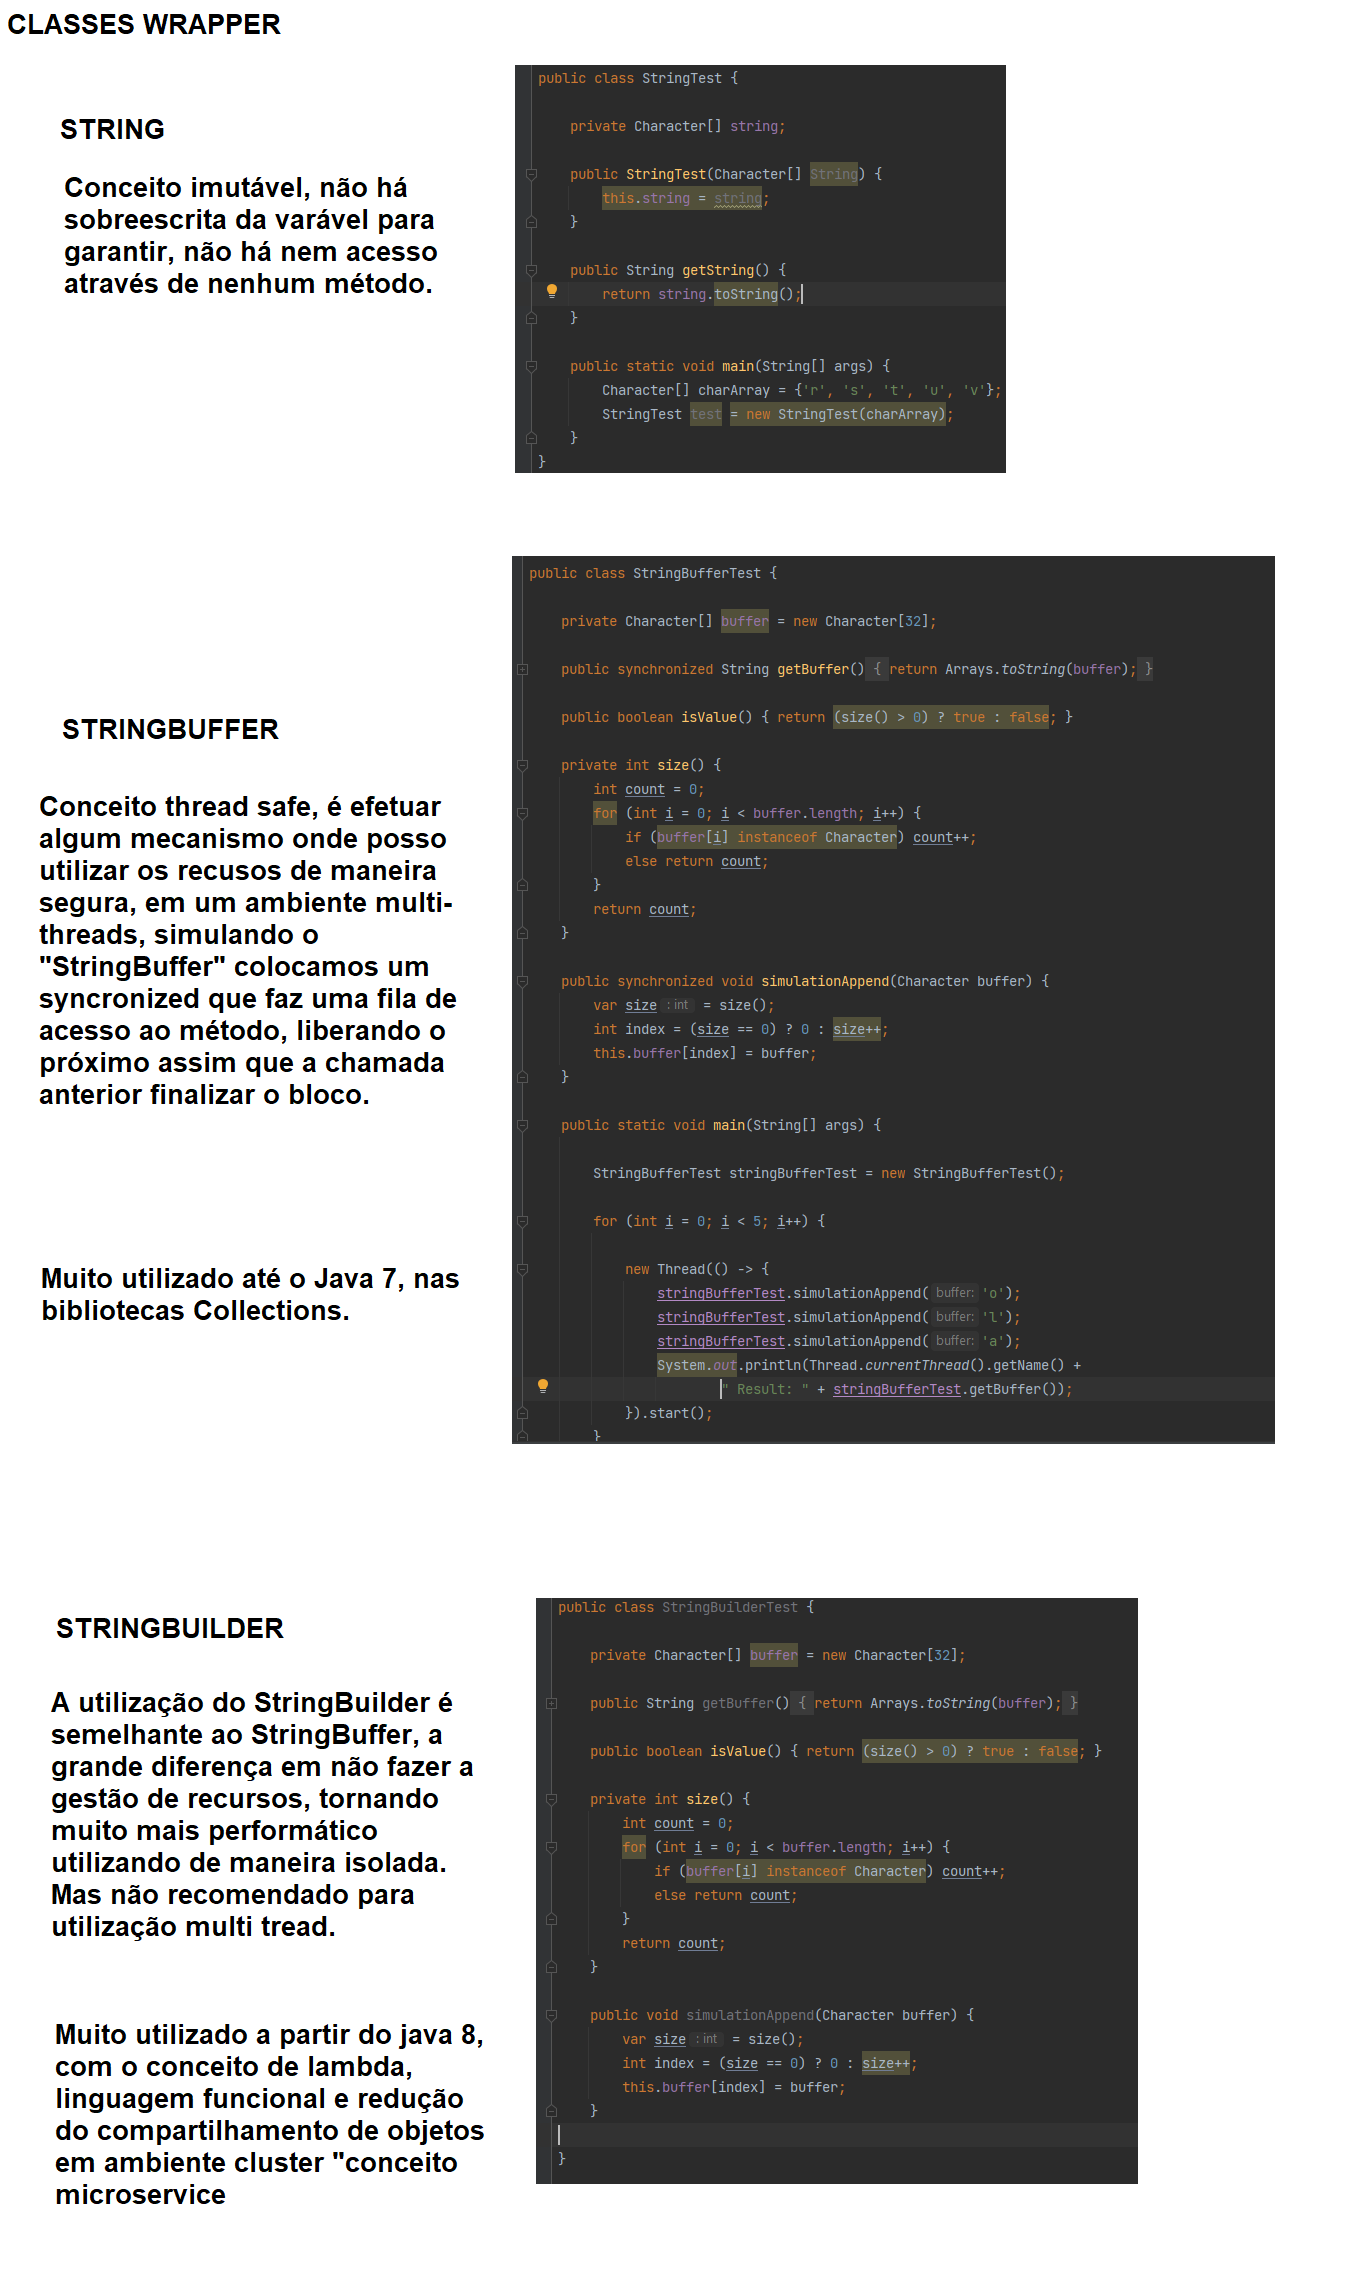 CLASSES WRAPPER
STRING
Conceito imutável, não há
sobreescrita da varável para
garantir, não há nem acesso
através de nenhum método.
public class StringTest {
private Character[] string;
public StringTest(Character[] String) {
this.string = string;
}
public String getString() {
return string.toString();
}
public static void main(String[] args) {
Character[] charArray = {'r', 's', 't', 'u', 'v'};
StringTest test = new StringTest(charArray);
}
}
STRINGBUFFER
Conceito thread safe, é efetuar
algum mecanismo onde posso
utilizar os recusos de maneira
segura, em um ambiente multi-
threads, simulando o
"StringBuffer" colocamos um
syncronized que faz uma fila de
acesso ao método, liberando o
próximo assim que a chamada
anterior finalizar o bloco.
Muito utilizado até o Java 7, nas
bibliotecas Collections.
public class StringBufferTest {
private Character[] buffer = new Character[32];
public synchronized String getBuffer() { return Arrays.toString(buffer); }
public boolean isValue() { return (size() > 0) ? true : false; }
private int size() {
int count = 0;
for (int i = 0; i < buffer.length; i++) {
if (buffer[i] instanceof Character) count++;
else return count;
}
return count;
}
public synchronized void simulationAppend(Character buffer) {
var size : int = size();
int index = (size == 0) ? 0 : size++;
this.buffer[index] = buffer;
}
public static void main(String[] args) {
StringBufferTest stringBufferTest = new StringBufferTest();
for (int i = 0; i < 5; i++) {
new Thread(() -> {
stringBufferTest.simulationAppend( buffer: 'o');
stringBufferTest.simulationAppend( buffer: 'l');
stringBufferTest.simulationAppend( buffer: 'a');
System.out.println(Thread.currentThread().getName() +
" Result: " + stringBufferTest.getBuffer());
}).start();
}
STRINGBUILDER
A utilização do StringBuilder é
semelhante ao StringBuffer, a
grande diferença em não fazer a
gestão de recursos, tornando
muito mais performático
utilizando de maneira isolada.
Mas não recomendado para
utilização multi tread.
Muito utilizado a partir do java 8,
com o conceito de lambda,
linguagem funcional e redução
do compartilhamento de objetos
em ambiente cluster "conceito
microservice
public class StringBuilderTest {
private Character[] buffer = new Character[32];
public String getBuffer() { return Arrays.toString(buffer); }
public boolean isValue() { return (size() > 0) ? true : false; }
private int size() {
int count = 0;
for (int i = 0; i < buffer.length; i++) {
if (buffer[i] instanceof Character) count++;
else return count;
}
return count;
}
public void simulationAppend(Character buffer) {
var size : int = size();
int index = (size == 0) ? 0 : size++;
this.buffer[index] = buffer;
}
}